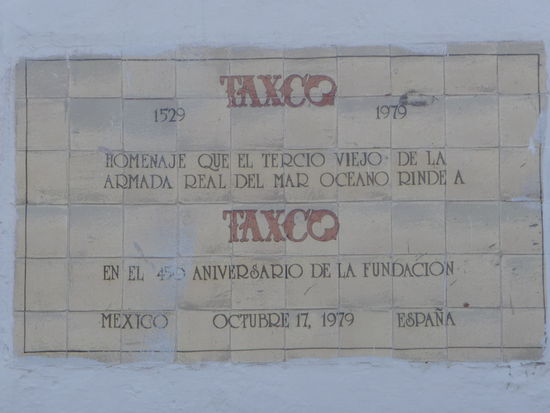 TAXCO
1529 1979
HOMENAJE QUE EL TERCIO VIEJO DE LA
ARMADA REAL DEL MAR OCEANO RINDE A
TAXCO
EN EL 450 ANIVERSARIO DE LA FUNDACION
MEXICO OCTUBRE 17, 1979 ESPAÑA